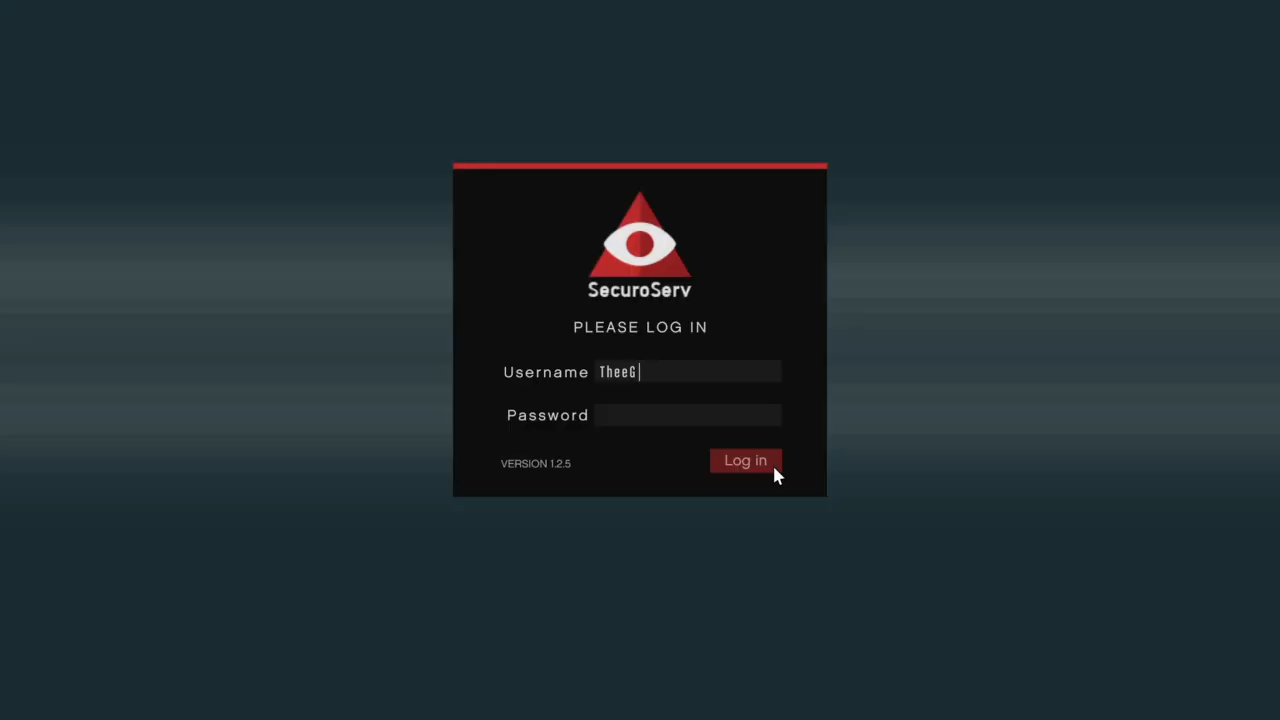 SecuroServ
PLEASE LOG IN
Username TheeG
Password
VERSION 1.2.5
Log in